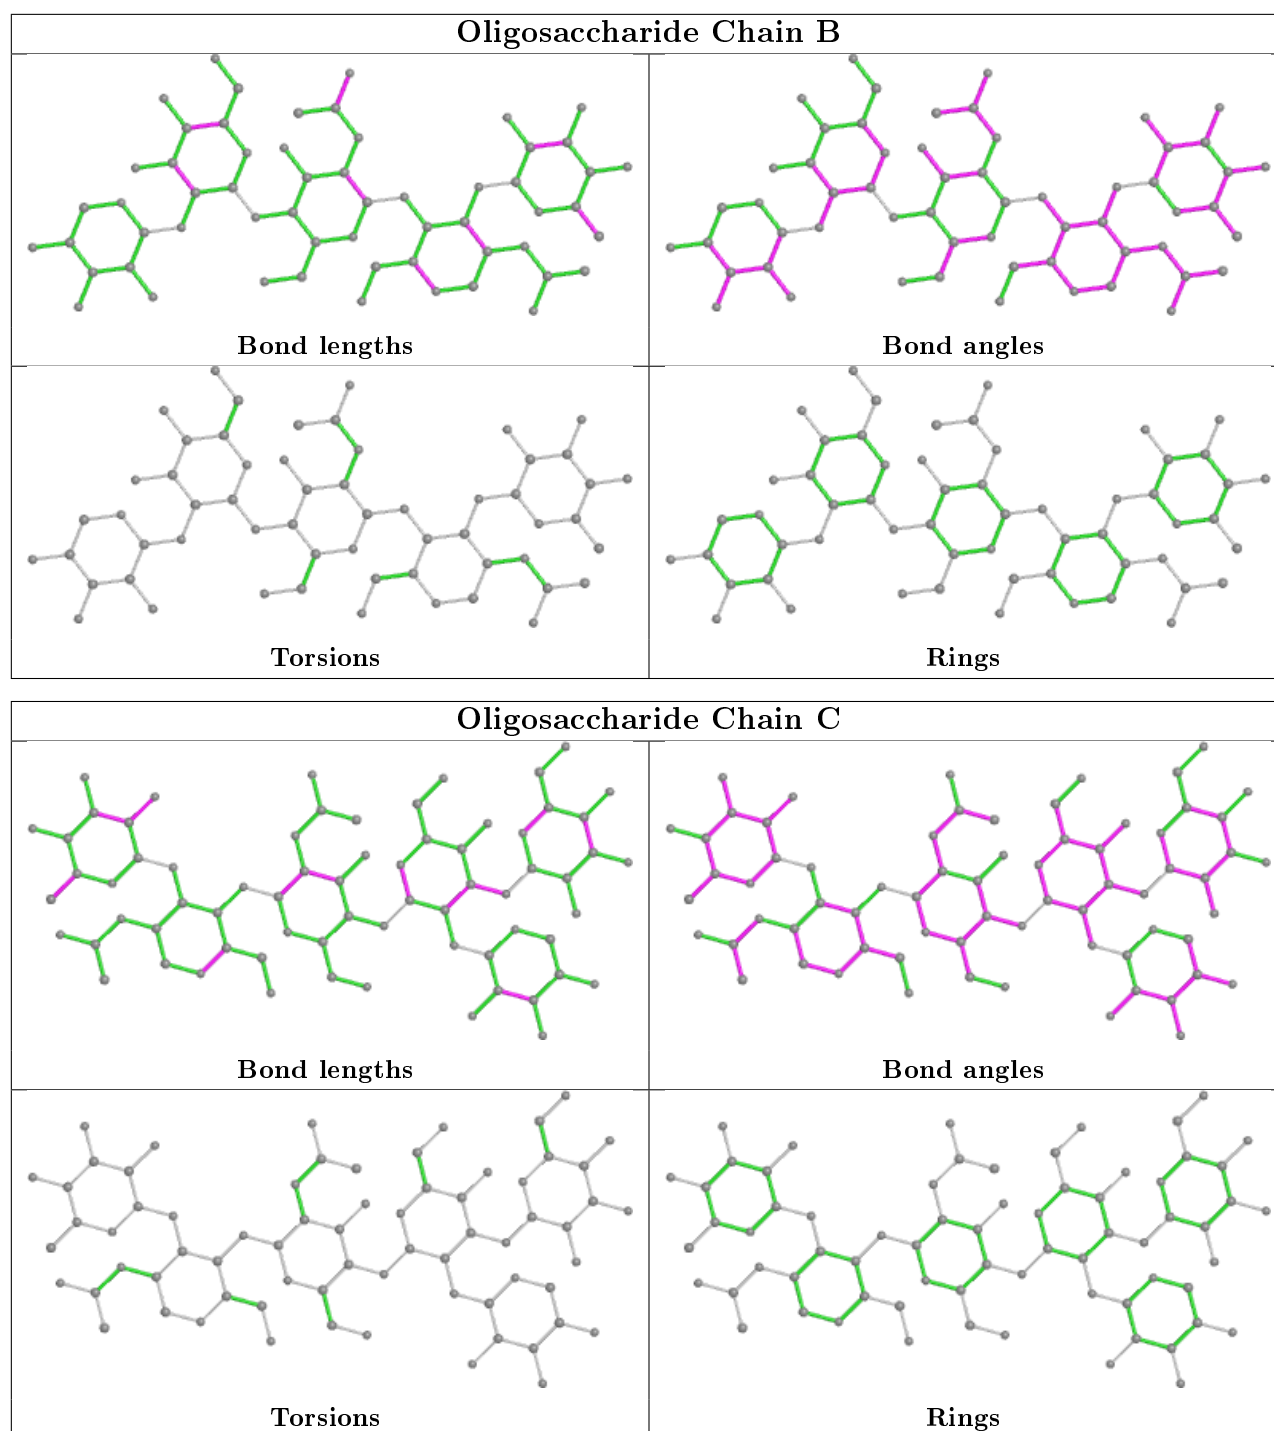 Oligosaccharide Chain B
Bond lengths
Bond angles
Torsions
Rings
Oligosaccharide Chain C
Bond lengths
Bond angles
Torsions
Rings